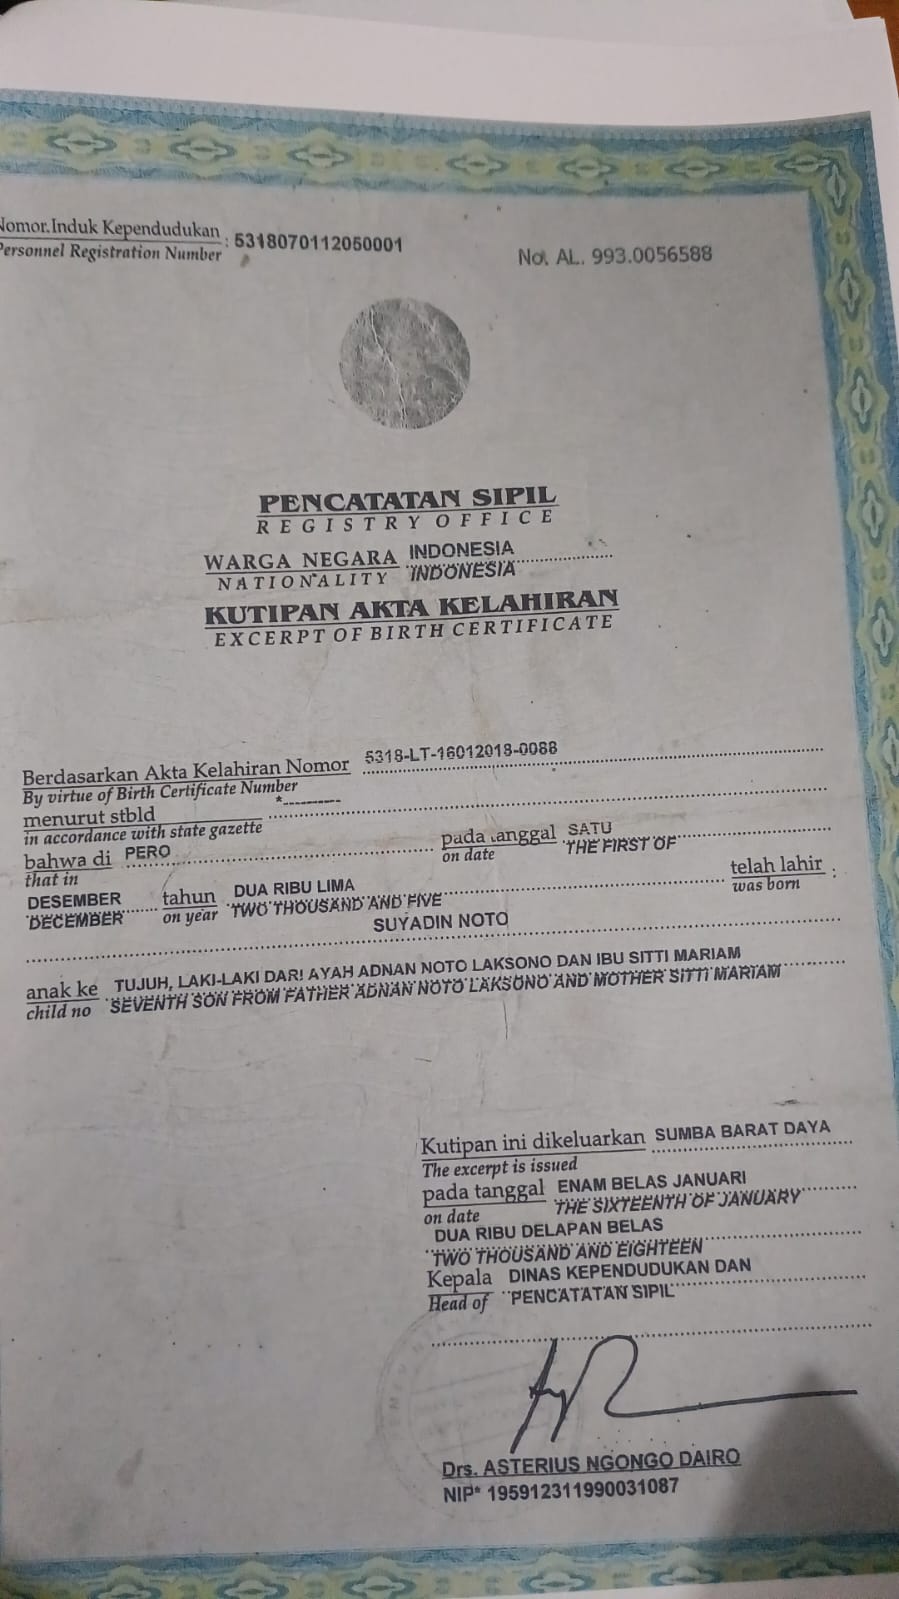 Nomor Induk Kependudukan : 5318070112050001
Personnel Registration Number
No. AL. 993.0056588
PENCATATAN SIPIL
REGISTRY OFFICE
WARGA NEGARA INDONESIA
NATIONALITY INDONESIA
KUTIPAN AKTA KELAHIRAN
EXCERPT OF BIRTH CERTIFICATE
Berdasarkan Akta Kelahiran Nomor 5318-LT-16012018-0088
By virtue of Birth Certificate Number
menurut stbld *----------
in accordance with state gazette
bahwa di PERO pada tanggal SATU
that in on date THE FIRST OF
DESEMBER tahun DUA RIBU LIMA telah lahir :
DECEMBER on year TWO THOUSAND AND FIVE was born
SUYADIN NOTO
anak ke TUJUH, LAKI-LAKI DARI AYAH ADNAN NOTO LAKSONO DAN IBU SITTI MARIAM
child no SEVENTH SON FROM FATHER ADNAN NOTO LAKSONO AND MOTHER SITTI MARIAM
Kutipan ini dikeluarkan SUMBA BARAT DAYA
The excerpt is issued
pada tanggal ENAM BELAS JANUARI
on date THE SIXTEENTH OF JANUARY
DUA RIBU DELAPAN BELAS
TWO THOUSAND AND EIGHTEEN
Kepala DINAS KEPENDUDUKAN DAN
Head of PENCATATAN SIPIL
Drs. ASTERIUS NGONGO DAIRO
NIP* 195912311990031087